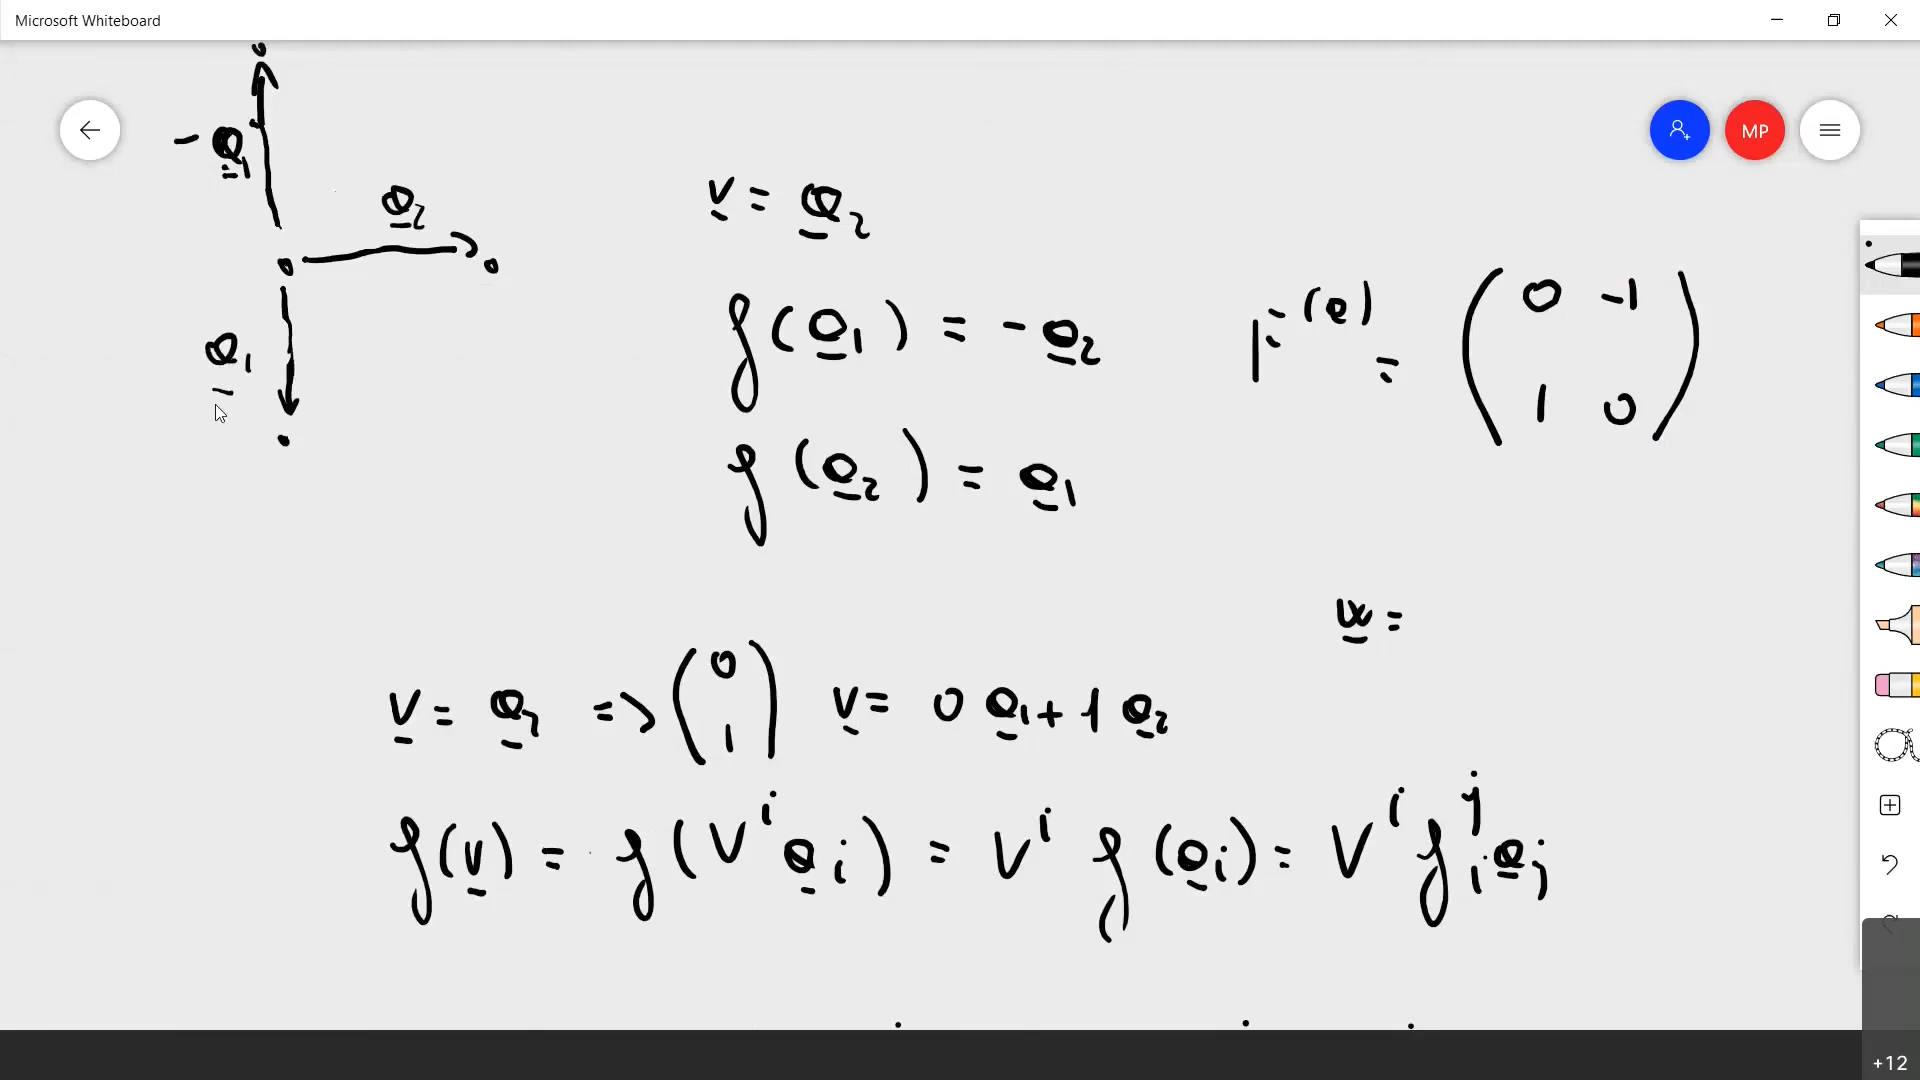 Microsoft Whiteboard
- e1
MP
e2
v = e2
f(e1) = - e2
F(e) = ( 0 -1
1 0 )
e1
f(e2) = e1
w =
v = e2 => ( 0
1 ) v = 0 e1 + 1 e2
f(v) = f(V^i e_i) = V^i f(e_i) = V^i f^j_i e_j
+12